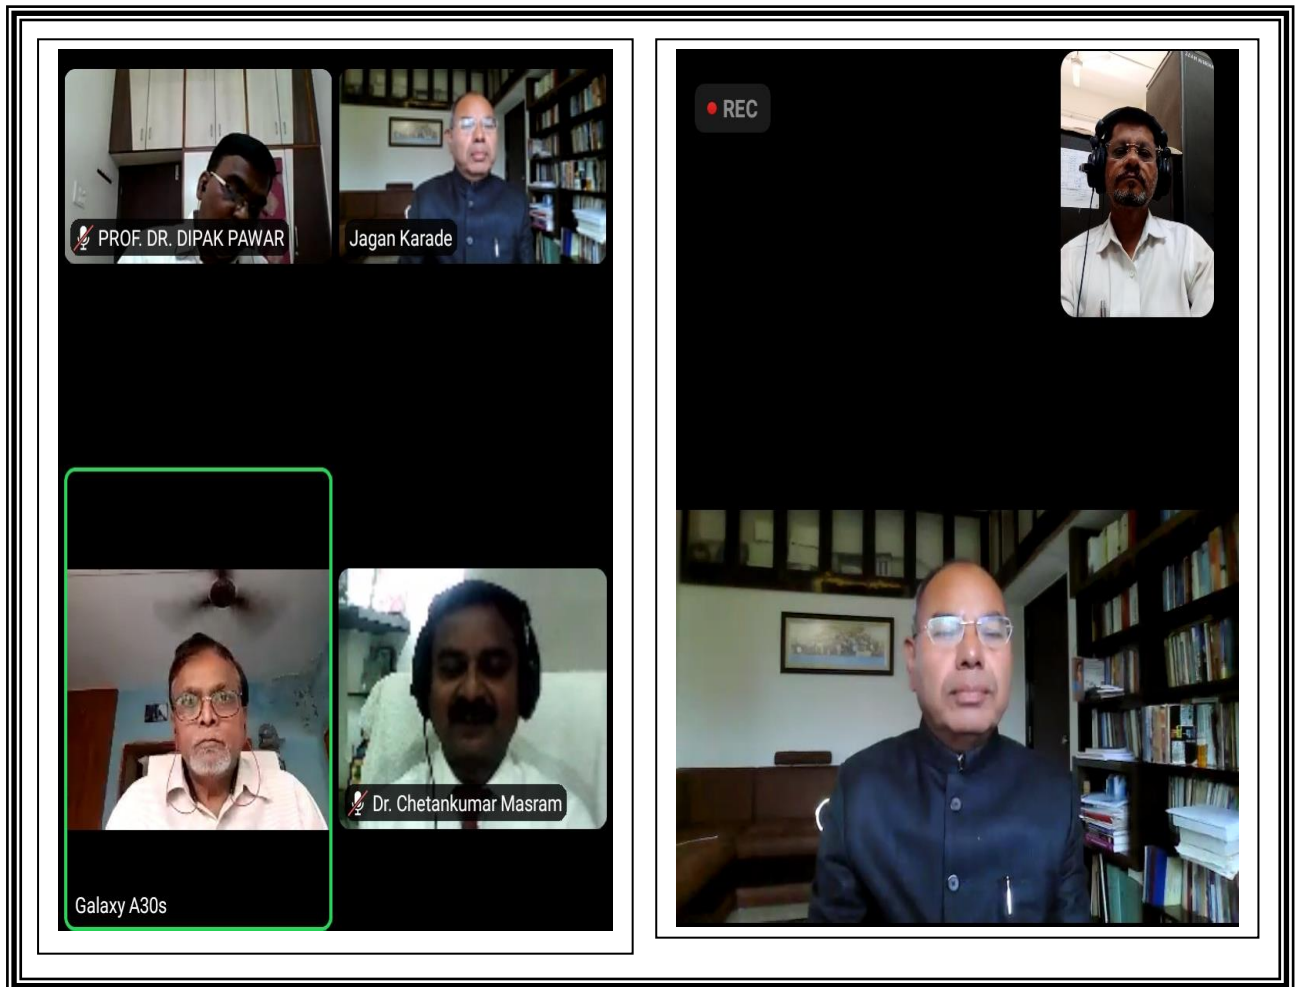 PROF. DR. DIPAK PAWAR
Jagan Karade
Galaxy A30s
Dr. Chetankumar Masram
REC